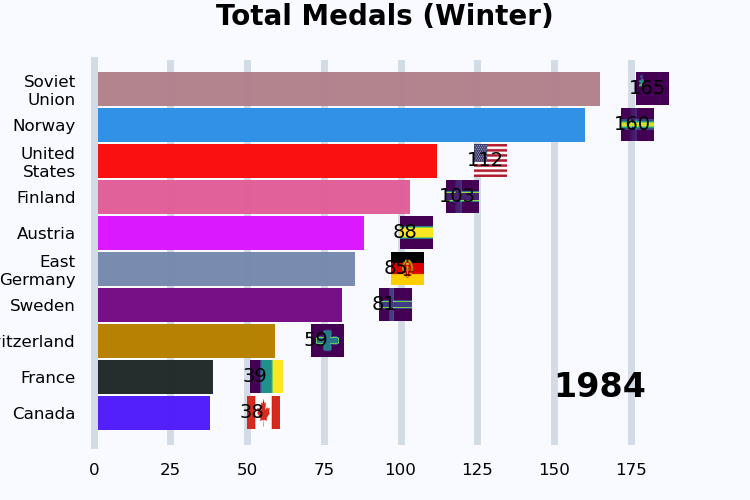 Total Medals (Winter)
Soviet
Union
165
Norway
160
United
States
112
Finland
103
Austria
88
East
Germany
85
Sweden
81
itzerland
59
France
39
1984
Canada
38
0 25 50 75 100 125 150 175